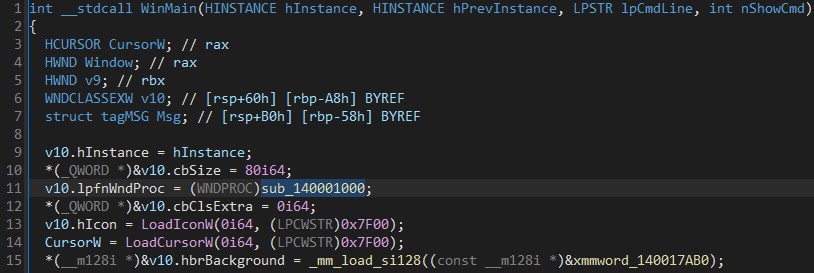 1 int __stdcall WinMain(HINSTANCE hInstance, HINSTANCE hPrevInstance, LPSTR lpCmdLine, int nShowCmd)
2 {
3 HCURSOR CursorW; // rax
4 HWND Window; // rax
5 HWND v9; // rbx
6 WNDCLASSEXW v10; // [rsp+60h] [rbp-A8h] BYREF
7 struct tagMSG Msg; // [rsp+B0h] [rbp-58h] BYREF
8
9 v10.hInstance = hInstance;
10 *(_QWORD *)&v10.cbSize = 80i64;
11 v10.lpfnWndProc = (WNDPROC)sub_140001000;
12 *(_QWORD *)&v10.cbClsExtra = 0i64;
13 v10.hIcon = LoadIconW(0i64, (LPCWSTR)0x7F00);
14 CursorW = LoadCursorW(0i64, (LPCWSTR)0x7F00);
15 *(__m128i *)&v10.hbrBackground = _mm_load_si128((const __m128i *)&xmmword_140017AB0);